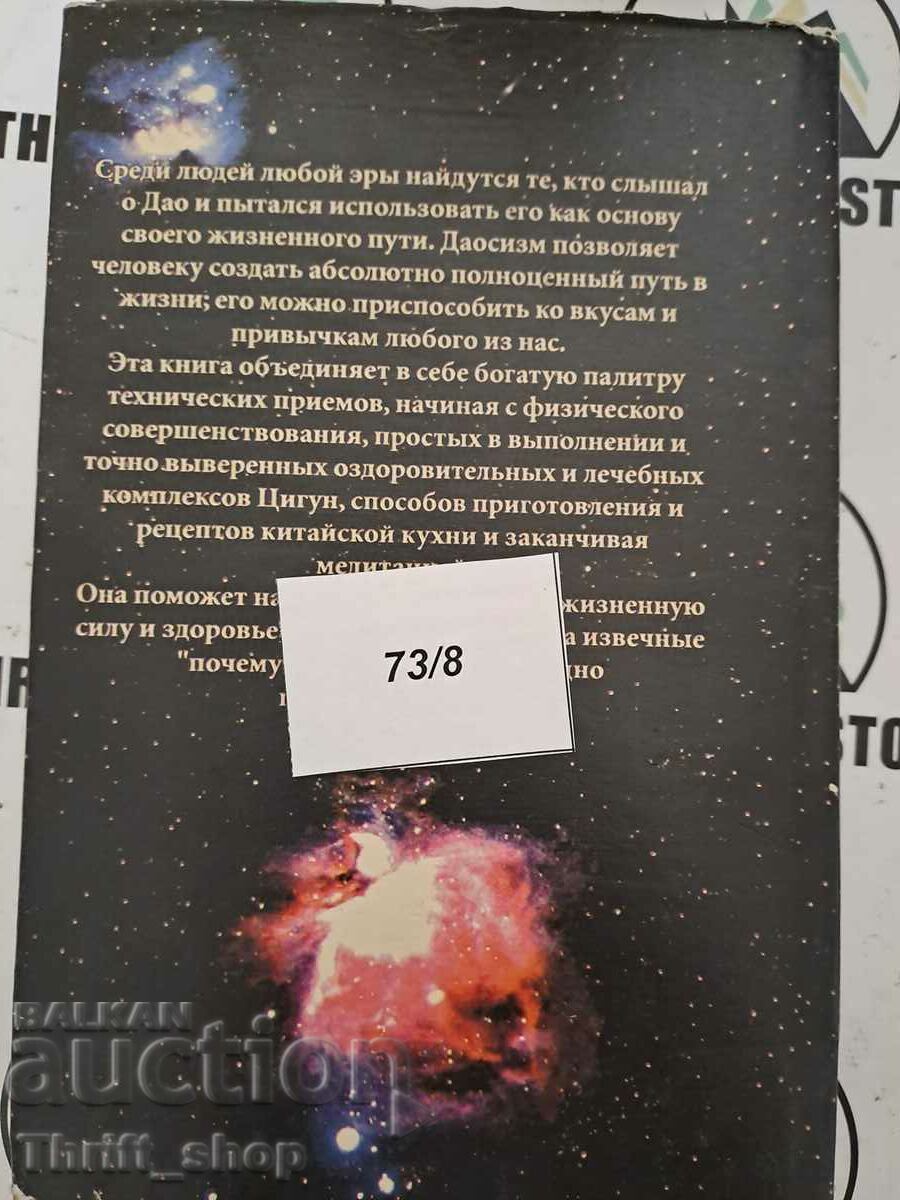 Среди людей любой эры найдутся те, кто слышал
о Дао и пытался использовать его как основу
своего жизненного пути. Даосизм позволяет
человеку создать абсолютно полноценный путь в
жизни; его можно приспособить ко вкусам и
привычкам любого из нас.
Эта книга объединяет в себе богатую палитру
технических приемов, начиная с физического
совершенствования, простых в выполнении и
точно выверенных оздоровительных и лечебных
комплексов Цигун, способов приготовления и
рецептов китайской кухни и заканчивая
Она поможет жизненную
силу и здоровье извечные
"почему
73/8
BALKAN
auction
Thrift_shop